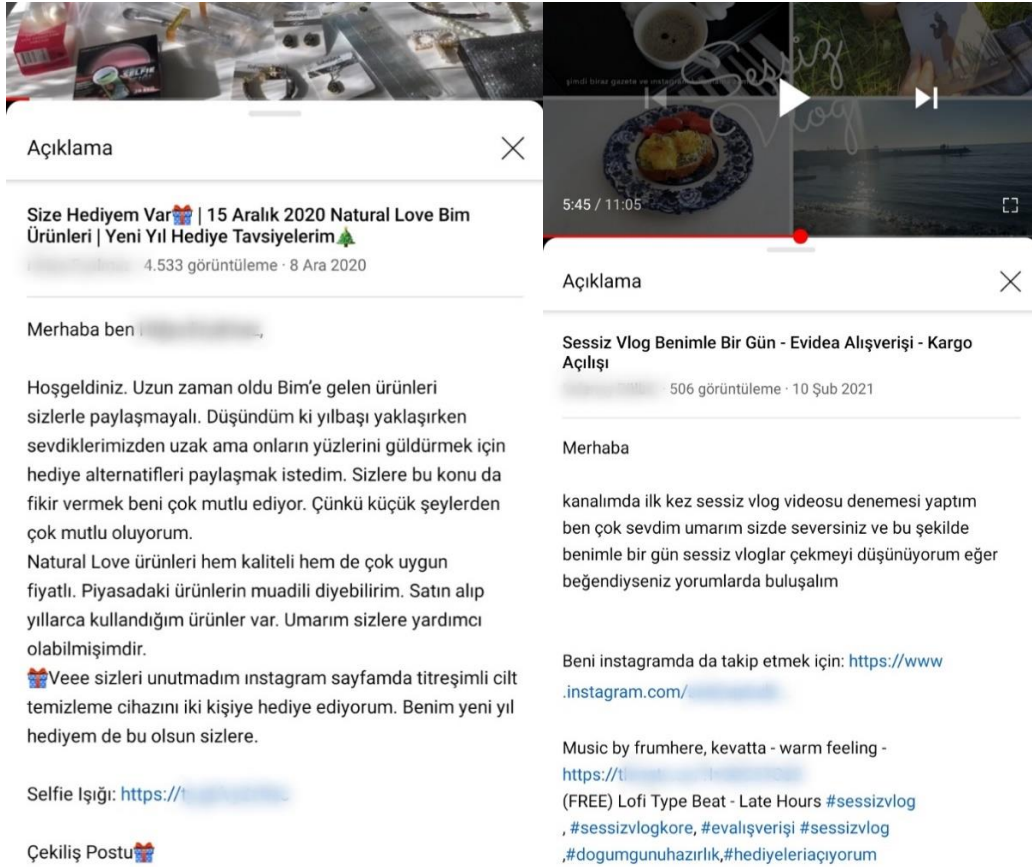 SELFIE
Açıklama
Size Hediyem Var🎁 | 15 Aralık 2020 Natural Love Bim
Ürünleri | Yeni Yıl Hediye Tavsiyelerim🎄
4.533 görüntüleme · 8 Ara 2020
Merhaba ben
Hoşgeldiniz. Uzun zaman oldu Bim'e gelen ürünleri
sizlerle paylaşmayalı. Düşündüm ki yılbaşı yaklaşırken
sevdiklerimizden uzak ama onların yüzlerini güldürmek için
hediye alternatifleri paylaşmak istedim. Sizlere bu konu da
fikir vermek beni çok mutlu ediyor. Çünkü küçük şeylerden
çok mutlu oluyorum.
Natural Love ürünleri hem kaliteli hem de çok uygun
fiyatlı. Piyasadaki ürünlerin muadili diyebilirim. Satın alıp
yıllarca kullandığım ürünler var. Umarım sizlere yardımcı
olabilmişimdir.
🎁Veee sizleri unutmadım ınstagram sayfamda titreşimli cilt
temizleme cihazını iki kişiye hediye ediyorum. Benim yeni yıl
hediyem de bu olsun sizlere.
Selfie Işığı: https://t
Çekiliş Postu🎁
şimdi biraz gazete ve instagram
Sessiz
Vlog
5:45 / 11:05
Açıklama
Sessiz Vlog Benimle Bir Gün - Evidea Alışverişi - Kargo
Açılışı
506 görüntüleme · 10 Şub 2021
Merhaba
kanalımda ilk kez sessiz vlog videosu denemesi yaptım
ben çok sevdim umarım sizde seversiniz ve bu şekilde
benimle bir gün sessiz vloglar çekmeyi düşünüyorum eğer
beğendiyseniz yorumlarda buluşalım
Beni instagramda da takip etmek için: https://www
.instagram.com/
Music by frumhere, kevatta - warm feeling -
https://t
(FREE) Lofi Type Beat - Late Hours #sessizvlog
, #sessizvlogkore, #evalışverişi #sessizvlog
,#dogumgunuhazırlık,#hediyeleriaçıyorum